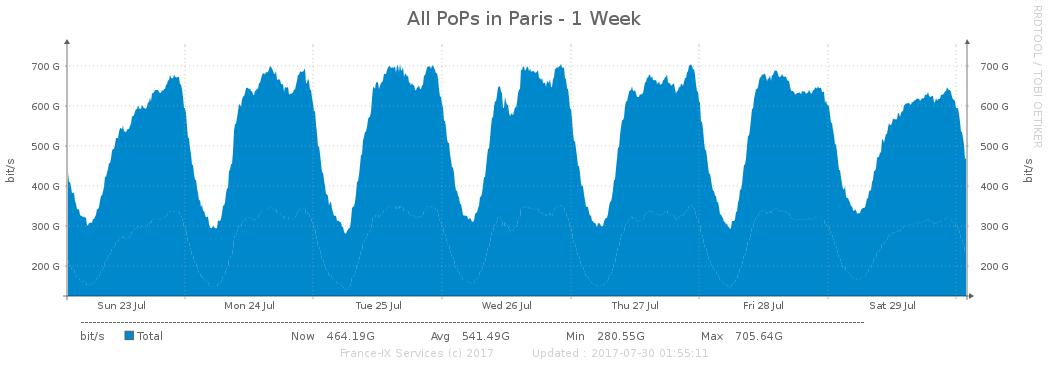 All PoPs in Paris - 1 Week
RRDTOOL / TOBI OETIKER
700 G 700 G
600 G 600 G
500 G 500 G
400 G 400 G
300 G 300 G
200 G 200 G
bit/s
bit/s
Sun 23 Jul Mon 24 Jul Tue 25 Jul Wed 26 Jul Thu 27 Jul Fri 28 Jul Sat 29 Jul
bit/s Total Now 464.19G Avg 541.49G Min 280.55G Max 705.64G
France-IX Services (c) 2017 Updated : 2017-07-30 01:55:11